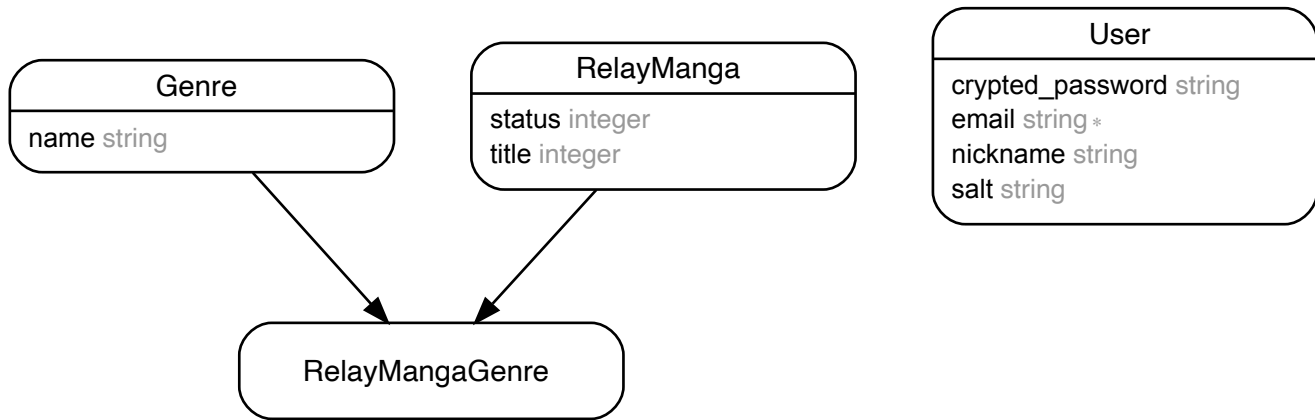 Genre
name string
RelayManga
status integer
title integer
User
crypted_password string
email string *
nickname string
salt string
RelayMangaGenre